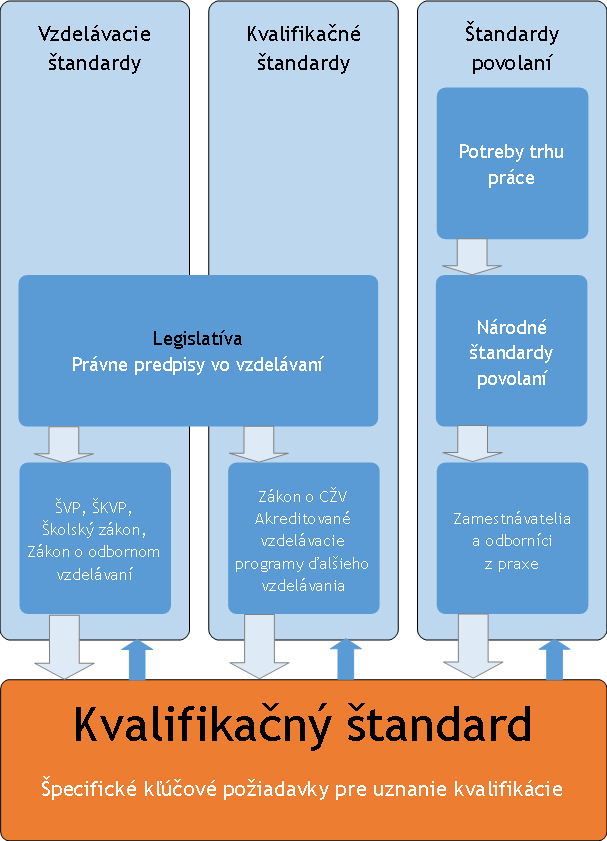 Vzdelávacie
štandardy
Kvalifikačné
štandardy
Štandardy
povolaní
Potreby trhu
práce
Legislatíva
Právne predpisy vo vzdelávaní
Národné
štandardy
povolaní
ŠVP, ŠKVP,
Školský zákon,
Zákon o odbornom
vzdelávaní
Zákon o CŽV
Akreditované
vzdelávacie
programy ďalšieho
vzdelávania
Zamestnávatelia
a odborníci
z praxe
Kvalifikačný štandard
Špecifické kľúčové požiadavky pre uznanie kvalifikácie